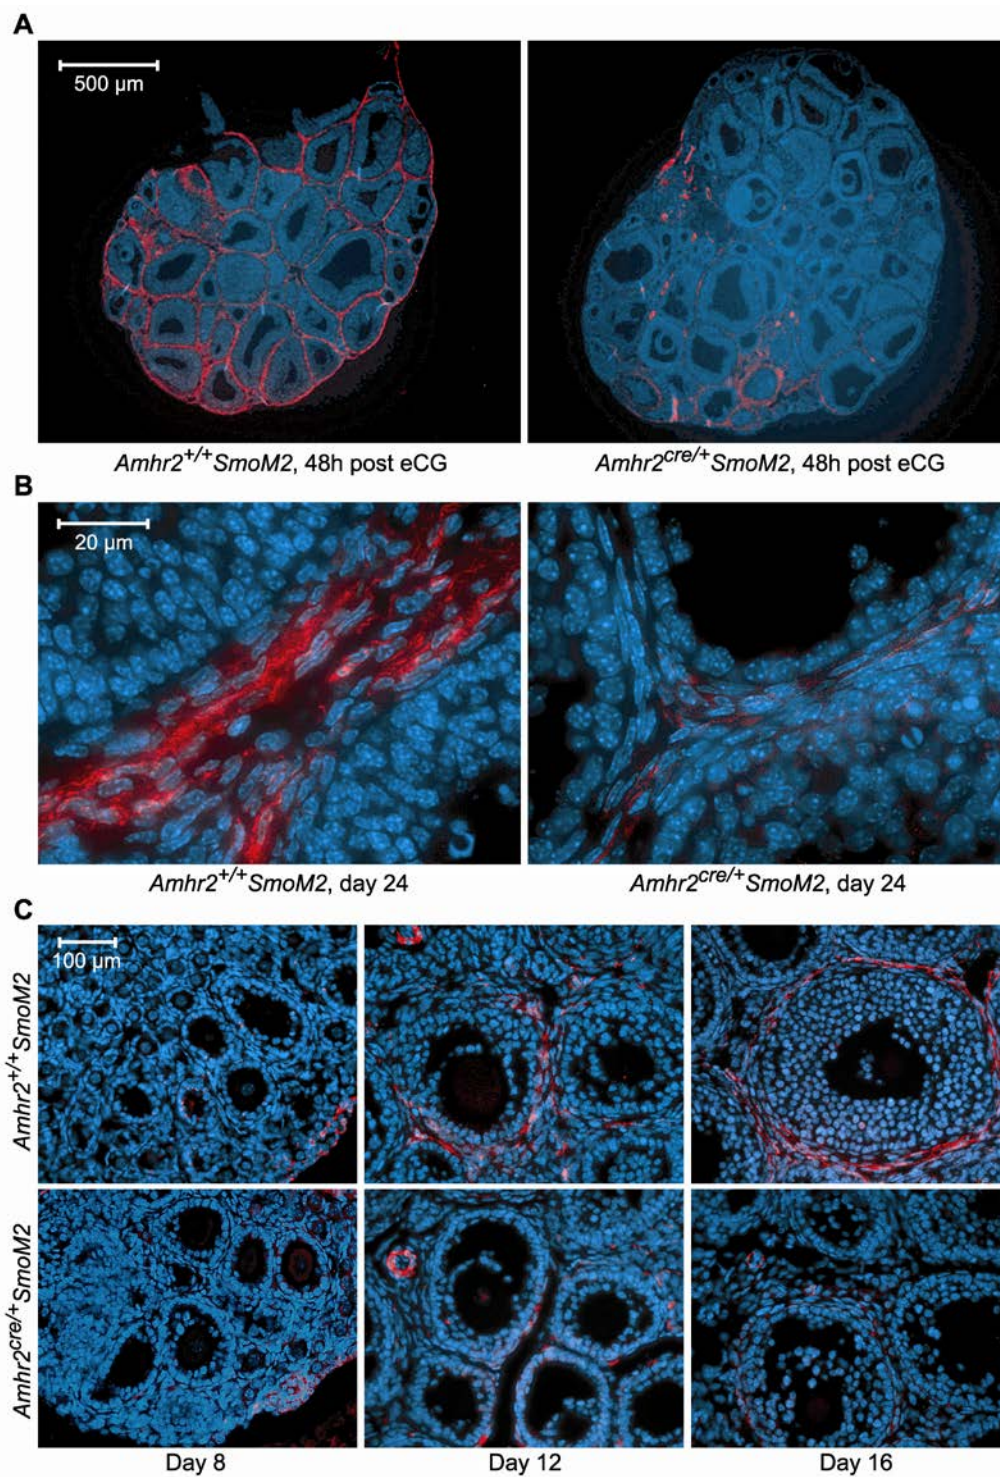 A
500 µm
Amhr2+/+SmoM2, 48h post eCG
Amhr2cre/+SmoM2, 48h post eCG
B
20 µm
Amhr2+/+SmoM2, day 24
Amhr2cre/+SmoM2, day 24
C
100 µm
Amhr2+/+SmoM2
Amhr2cre/+SmoM2
Day 8
Day 12
Day 16